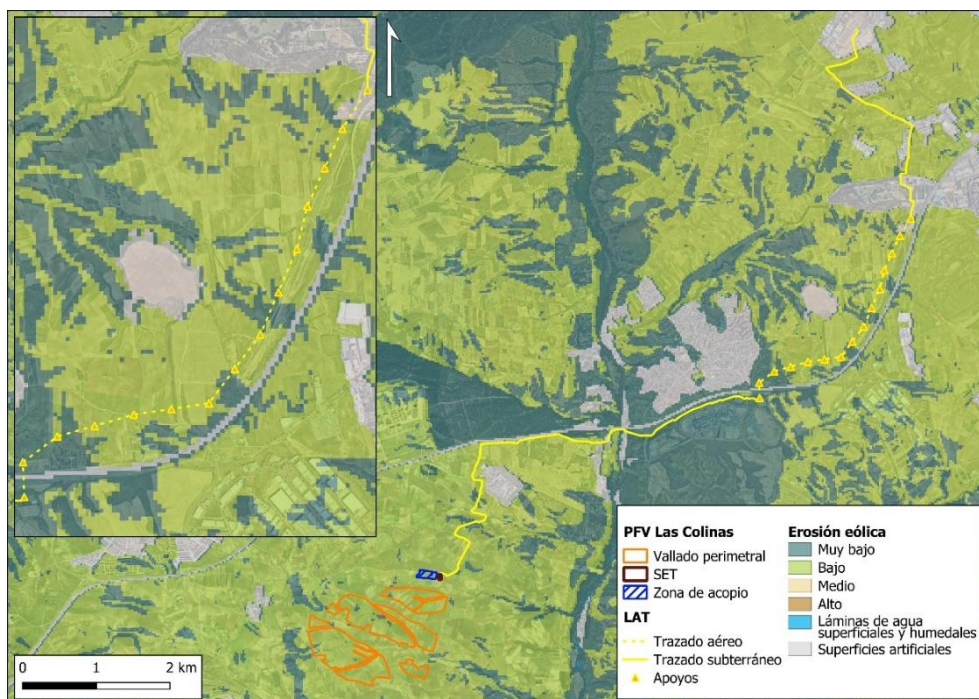 PFV Las Colinas
Vallado perimetral
SET
Zona de acopio
LAT
Trazado aéreo
Trazado subterráneo
Apoyos
Erosión eólica
Muy bajo
Bajo
Medio
Alto
Láminas de agua
superficiales y humedales
Superficies artificiales
0 1 2 km